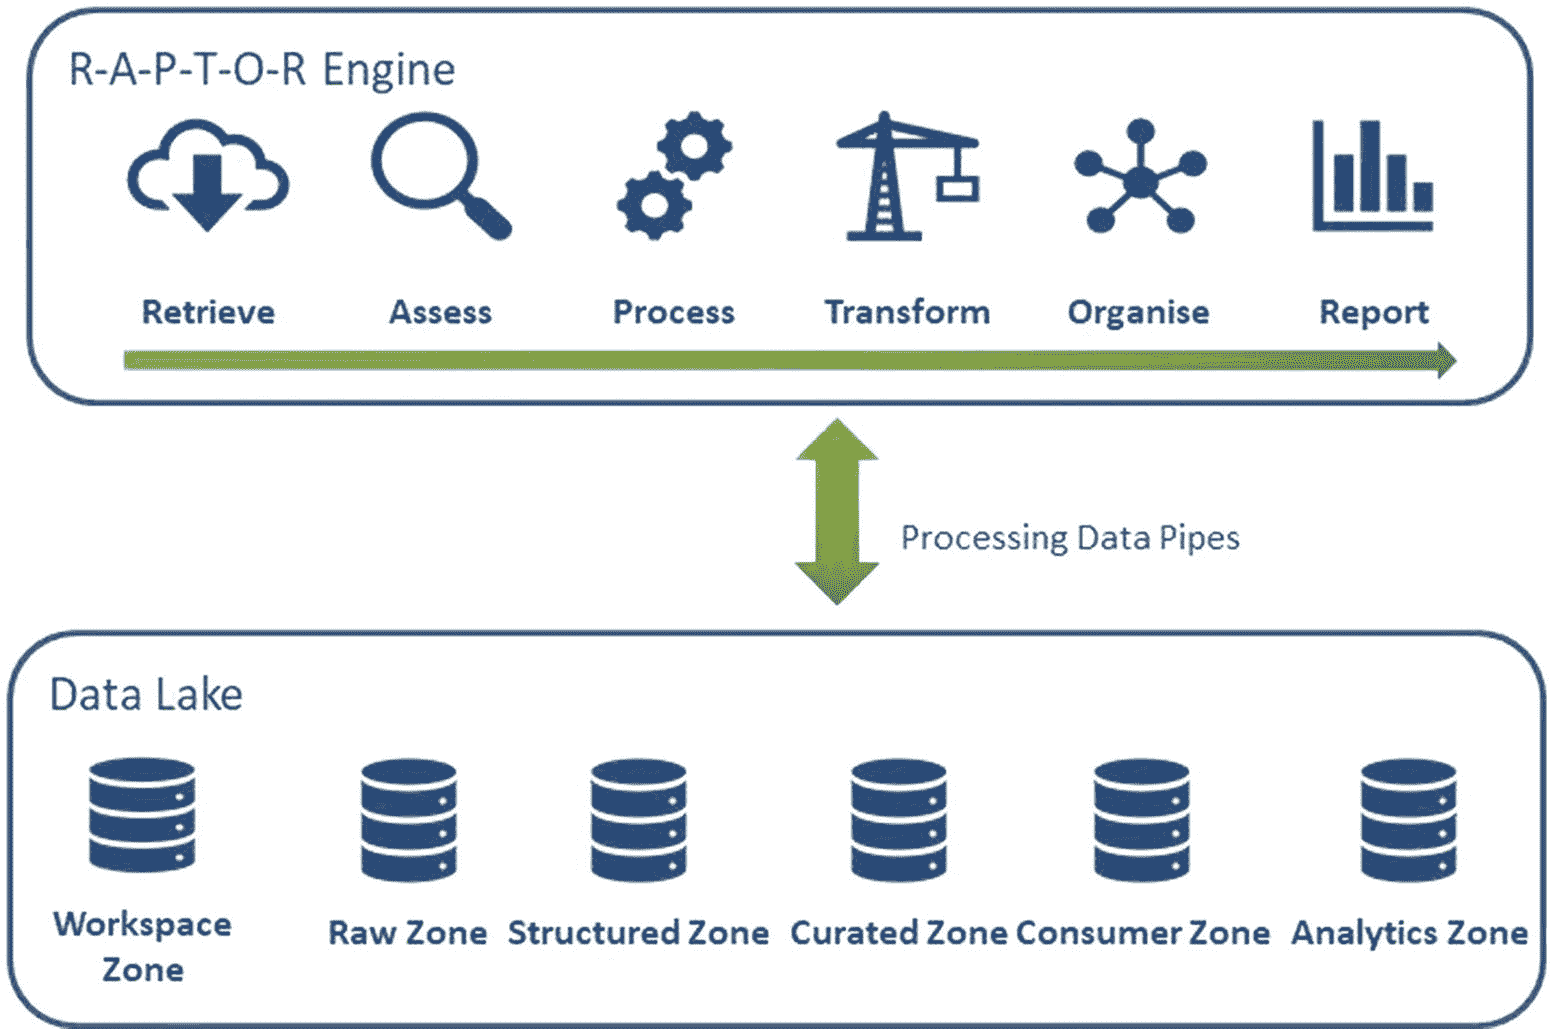 R-A-P-T-O-R Engine
Retrieve
Assess
Process
Transform
Organise
Report
Processing Data Pipes
Data Lake
Workspace
Zone
Raw Zone
Structured Zone
Curated Zone
Consumer Zone
Analytics Zone